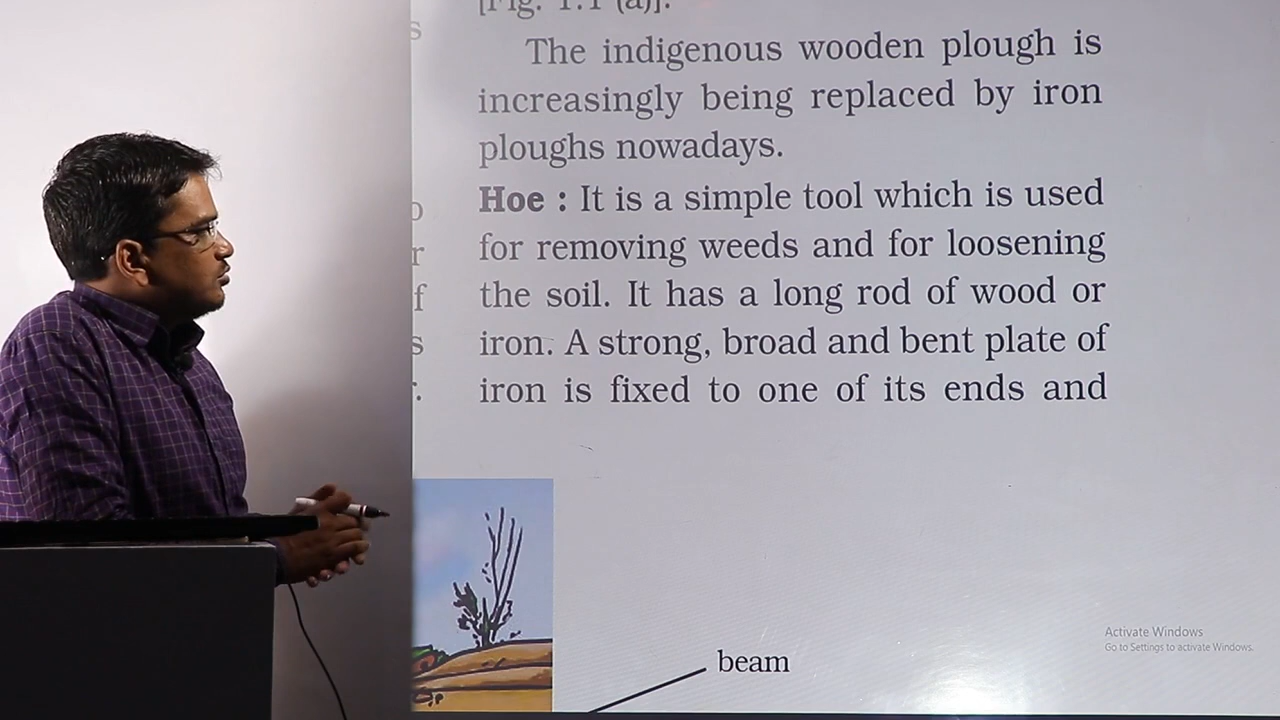 [Fig. 1.1 (a)].
The indigenous wooden plough is
increasingly being replaced by iron
ploughs nowadays.
Hoe : It is a simple tool which is used
for removing weeds and for loosening
the soil. It has a long rod of wood or
iron. A strong, broad and bent plate of
iron is fixed to one of its ends and
s
o
r
f
s
r.
beam
Activate Windows
Go to Settings to activate Windows.